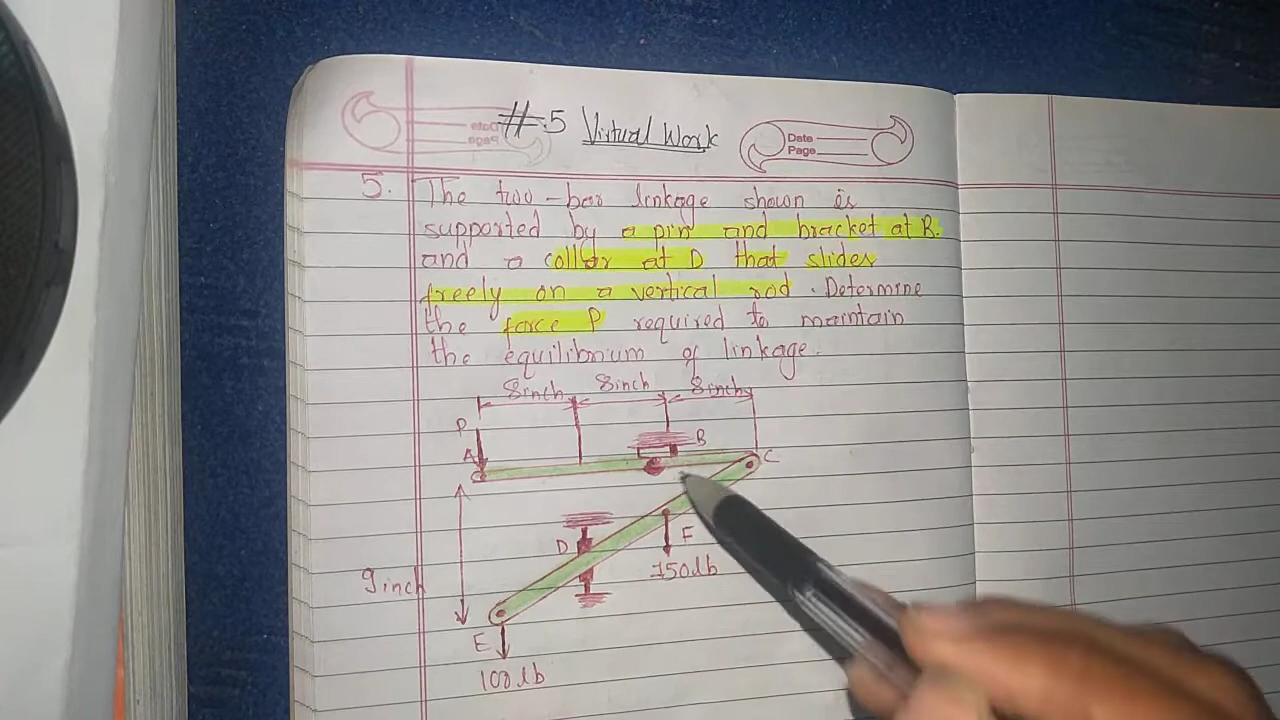 #.5 Virtual Work
Date
Page
Date
Page
5. The two-bar linkage shown is
supported by a pin and bracket at B.
and a collar at D that slides
freely on a vertical rod. Determine
the force P required to maintain
the equilibrium of linkage.
8inch 8inch 8inch
P
B
A
C
D
F
150lb
9inch
E
100lb